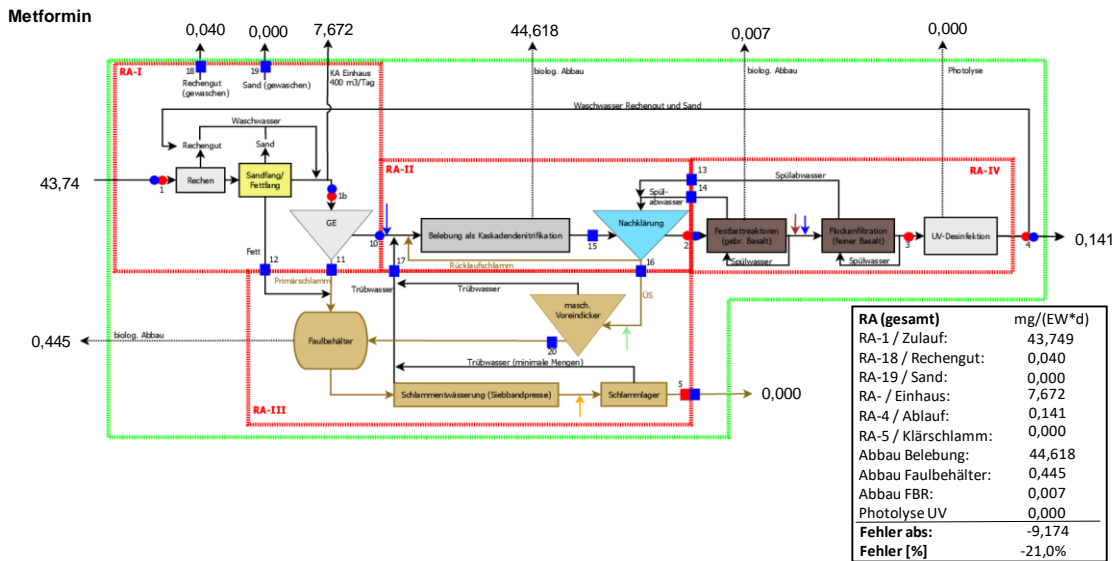 Metformin
0,040
0,000
7,672
44,618
0,007
0,000
RA-I
18
Rechengut
(gewaschen)
19
Sand (gewaschen)
KA Einhaus
400 m3/Tag
biolog. Abbau
biolog. Abbau
Photolyse
Waschwasser Rechengut und Sand
Waschwasser
Rechengut
Sand
43,74
1
Rechen
Sandfang/
Fettfang
1b
GE
10
RA-II
Belebung als Kaskadendenitrifikation
15
Nachklärung
2
Rücklaufschlamm
13
14
Spülabwasser
Spül-
abwasser
RA-IV
Festbettreaktoren
(gebr. Basalt)
Spülwasser
Flockenfiltration
(feiner Basalt)
Spülwasser
3
UV-Desinfektion
4
0,141
Fett
12
11
Primärschlamm
17
Trübwasser
Trübwasser
16
ÜS
masch.
Voreindicker
20
Faulbehälter
biolog. Abbau
0,445
Trübwasser (minimale Mengen)
Schlammentwässerung (Siebbandpresse)
Schlammlager
5
0,000
RA-III
RA (gesamt) mg/(EW*d)
RA-1 / Zulauf: 43,749
RA-18 / Rechengut: 0,040
RA-19 / Sand: 0,000
RA- / Einhaus: 7,672
RA-4 / Ablauf: 0,141
RA-5 / Klärschlamm: 0,000
Abbau Belebung: 44,618
Abbau Faulbehälter: 0,445
Abbau FBR: 0,007
Photolyse UV 0,000
Fehler abs: -9,174
Fehler [%] -21,0%